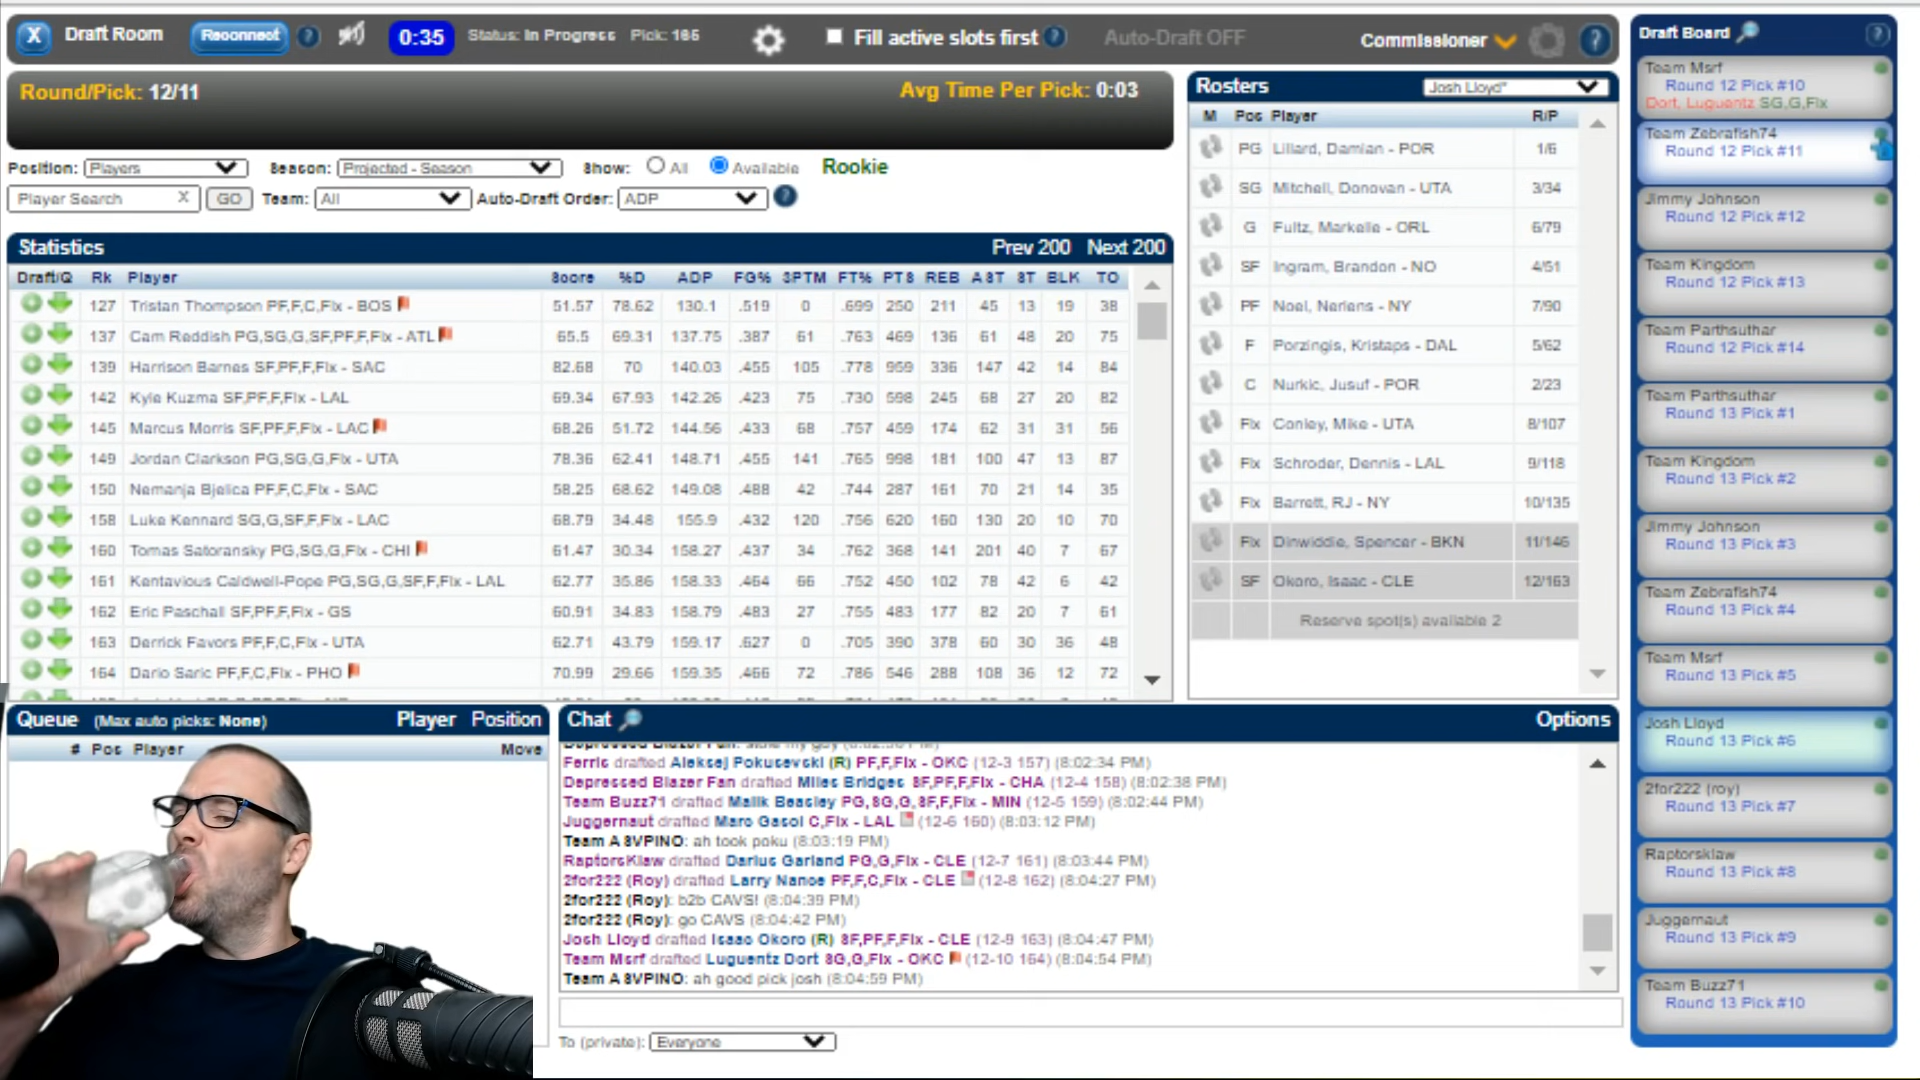 X Draft Room Reconnect ? 0:35 Status: In Progress Pick: 165 Fill active slots first ? Auto-Draft OFF Commissioner ?
Round/Pick: 12/11 Avg Time Per Pick: 0:03
Position: Players Season: Projected - Season Show: All Available Rookie
Player Search X GO Team: All Auto-Draft Order: ADP ?
Statistics Prev 200 Next 200
Draft/Q Rk Player Score %D ADP FG% 3PTM FT% PTS REB AST ST BLK TO
127 Tristan Thompson PF,F,C,Flx - BOS 51.57 78.62 130.1 .519 0 .699 250 211 45 13 19 38
137 Cam Reddish PG,SG,G,SF,PF,F,Flx - ATL 65.5 69.31 137.75 .387 61 .763 469 136 61 48 20 75
139 Harrison Barnes SF,PF,F,Flx - SAC 82.68 70 140.03 .455 105 .778 959 336 147 42 14 84
142 Kyle Kuzma SF,PF,F,Flx - LAL 69.34 67.93 142.26 .423 75 .730 598 245 68 27 20 82
145 Marcus Morris SF,PF,F,Flx - LAC 68.26 51.72 144.56 .433 68 .757 459 174 62 31 31 56
149 Jordan Clarkson PG,SG,G,Flx - UTA 78.36 62.41 148.71 .455 141 .765 998 181 100 47 13 87
150 Nemanja Bjelica PF,F,C,Flx - SAC 58.25 68.62 149.08 .488 42 .744 287 161 70 21 14 35
158 Luke Kennard SG,G,SF,F,Flx - LAC 68.79 34.48 155.9 .432 120 .756 620 160 130 20 10 70
160 Tomas Satoransky PG,SG,G,Flx - CHI 61.47 30.34 158.27 .437 34 .762 368 141 201 40 7 67
161 Kentavious Caldwell-Pope PG,SG,G,SF,F,Flx - LAL 62.77 35.86 158.33 .464 66 .752 450 102 78 42 6 42
162 Eric Paschall SF,PF,F,Flx - GS 60.91 34.83 158.79 .483 27 .755 483 177 82 20 7 61
163 Derrick Favors PF,F,C,Flx - UTA 62.71 43.79 159.17 .627 0 .705 390 378 60 30 36 48
164 Dario Saric PF,F,C,Flx - PHO 70.99 29.66 159.35 .466 72 .786 546 288 108 36 12 72
Rosters Josh Lloyd*
M Pos Player R/P
PG Lillard, Damian - POR 1/6
SG Mitchell, Donovan - UTA 3/34
G Fultz, Markelle - ORL 6/79
SF Ingram, Brandon - NO 4/51
PF Noel, Nerlens - NY 7/90
F Porzingis, Kristaps - DAL 5/62
C Nurkic, Jusuf - POR 2/23
Flx Conley, Mike - UTA 8/107
Flx Schroder, Dennis - LAL 9/118
Flx Barrett, RJ - NY 10/135
Flx Dinwiddie, Spencer - BKN 11/146
SF Okoro, Isaac - CLE 12/163
Reserve spot(s) available 2
Queue (Max auto picks: None) Player Position
# Pos Player Move
Chat Options
Ferris drafted Aleksej Pokusevski (R) PF,F,Flx - OKC (12-3 157) (8:02:34 PM)
Depressed Blazer Fan drafted Miles Bridges SF,PF,F,Flx - CHA (12-4 158) (8:02:38 PM)
Team Buzz71 drafted Malik Beasley PG,SG,G,SF,F,Flx - MIN (12-5 159) (8:02:44 PM)
Juggernaut drafted Marc Gasol C,Flx - LAL (12-6 160) (8:03:12 PM)
Team A SVPINO: ah took poku (8:03:19 PM)
RaptorsKlaw drafted Darius Garland PG,G,Flx - CLE (12-7 161) (8:03:44 PM)
2for222 (Roy) drafted Larry Nance PF,F,C,Flx - CLE (12-8 162) (8:04:27 PM)
2for222 (Roy): b2b CAVS! (8:04:39 PM)
2for222 (Roy): go CAVS (8:04:42 PM)
Josh Lloyd drafted Isaac Okoro (R) SF,PF,F,Flx - CLE (12-9 163) (8:04:47 PM)
Team Msrf drafted Luguentz Dort SG,G,Flx - OKC (12-10 164) (8:04:54 PM)
Team A SVPINO: ah good pick josh (8:04:59 PM)
To (private): Everyone
Draft Board ?
Team Msrf
Round 12 Pick #10
Dort, Luguentz SG,G,Flx
Team Zebrafish74
Round 12 Pick #11
Jimmy Johnson
Round 12 Pick #12
Team Kingdom
Round 12 Pick #13
Team Parthsuthar
Round 12 Pick #14
Team Parthsuthar
Round 13 Pick #1
Team Kingdom
Round 13 Pick #2
Jimmy Johnson
Round 13 Pick #3
Team Zebrafish74
Round 13 Pick #4
Team Msrf
Round 13 Pick #5
Josh Lloyd
Round 13 Pick #6
2for222 (roy)
Round 13 Pick #7
Raptorsklaw
Round 13 Pick #8
Juggernaut
Round 13 Pick #9
Team Buzz71
Round 13 Pick #10